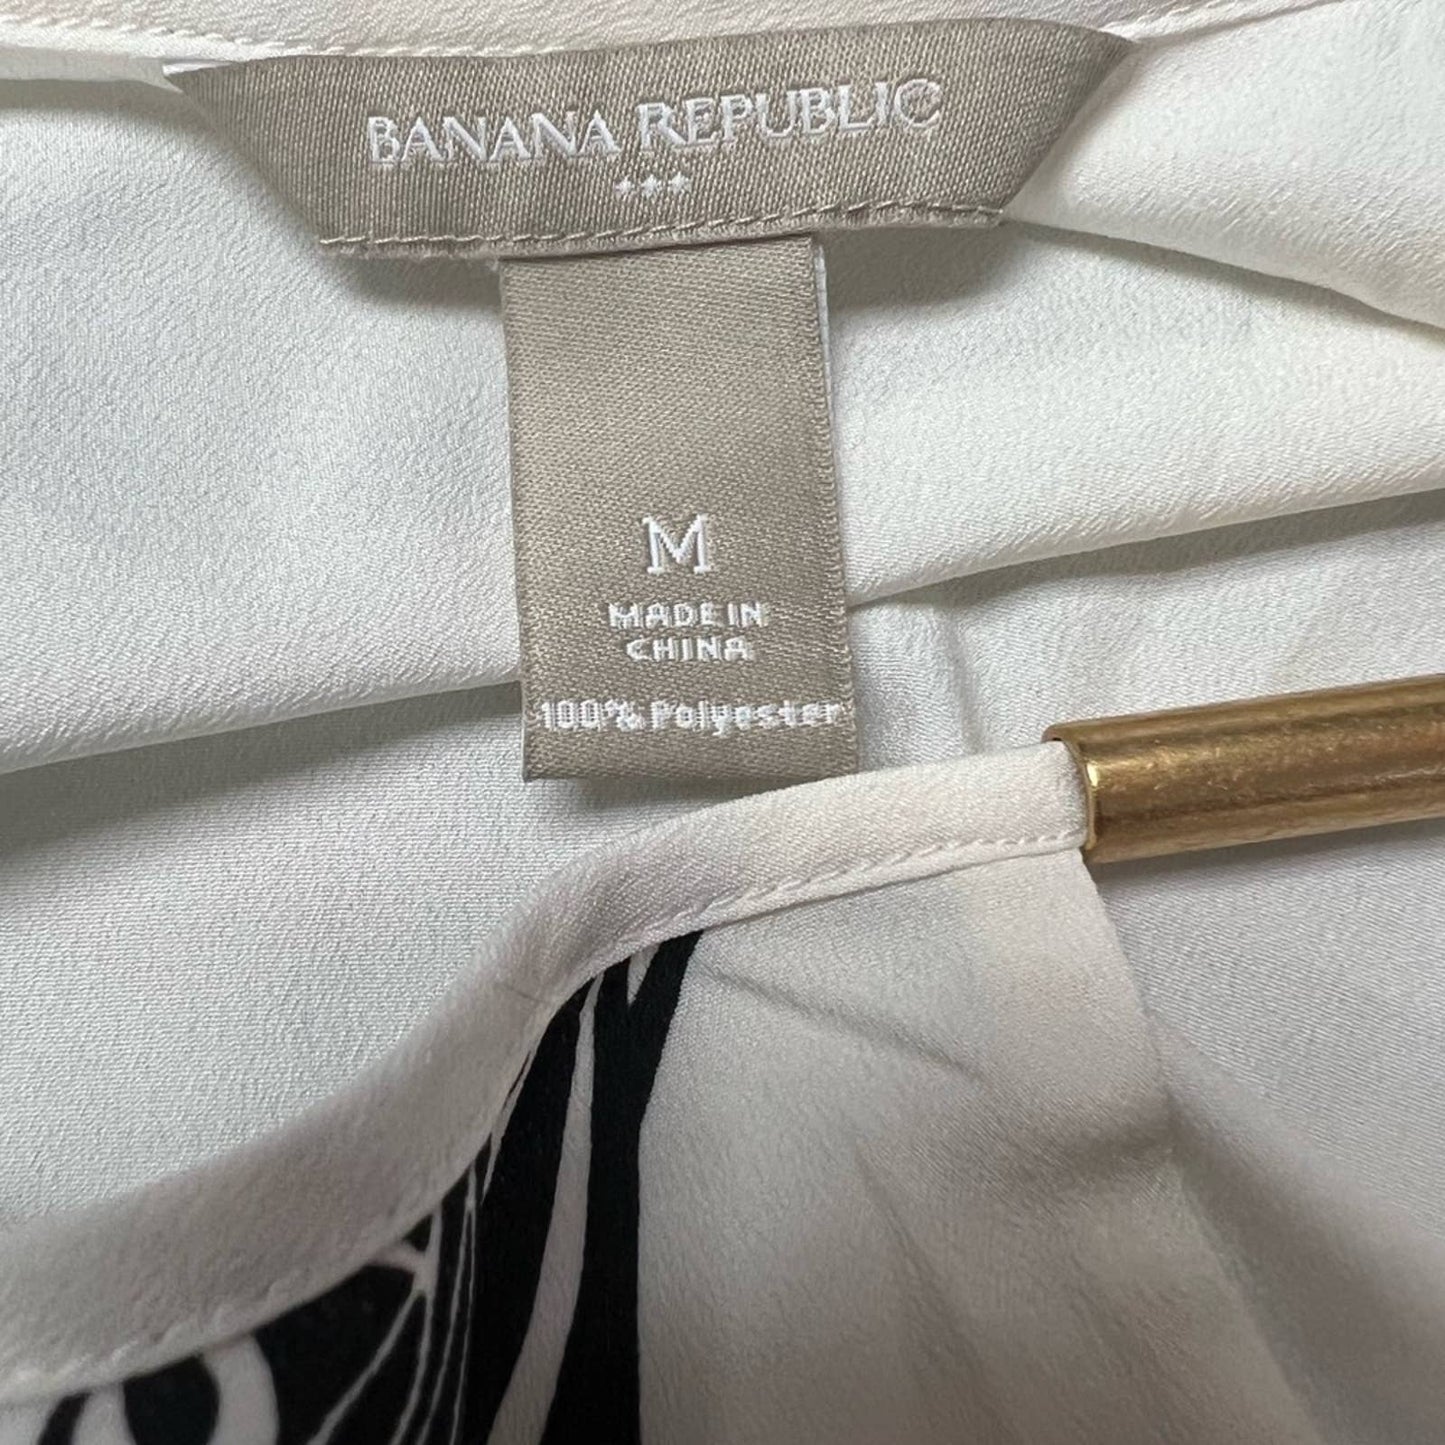 BANANA REPUBLIC
***
M
MADE IN
CHINA
100% Polyester